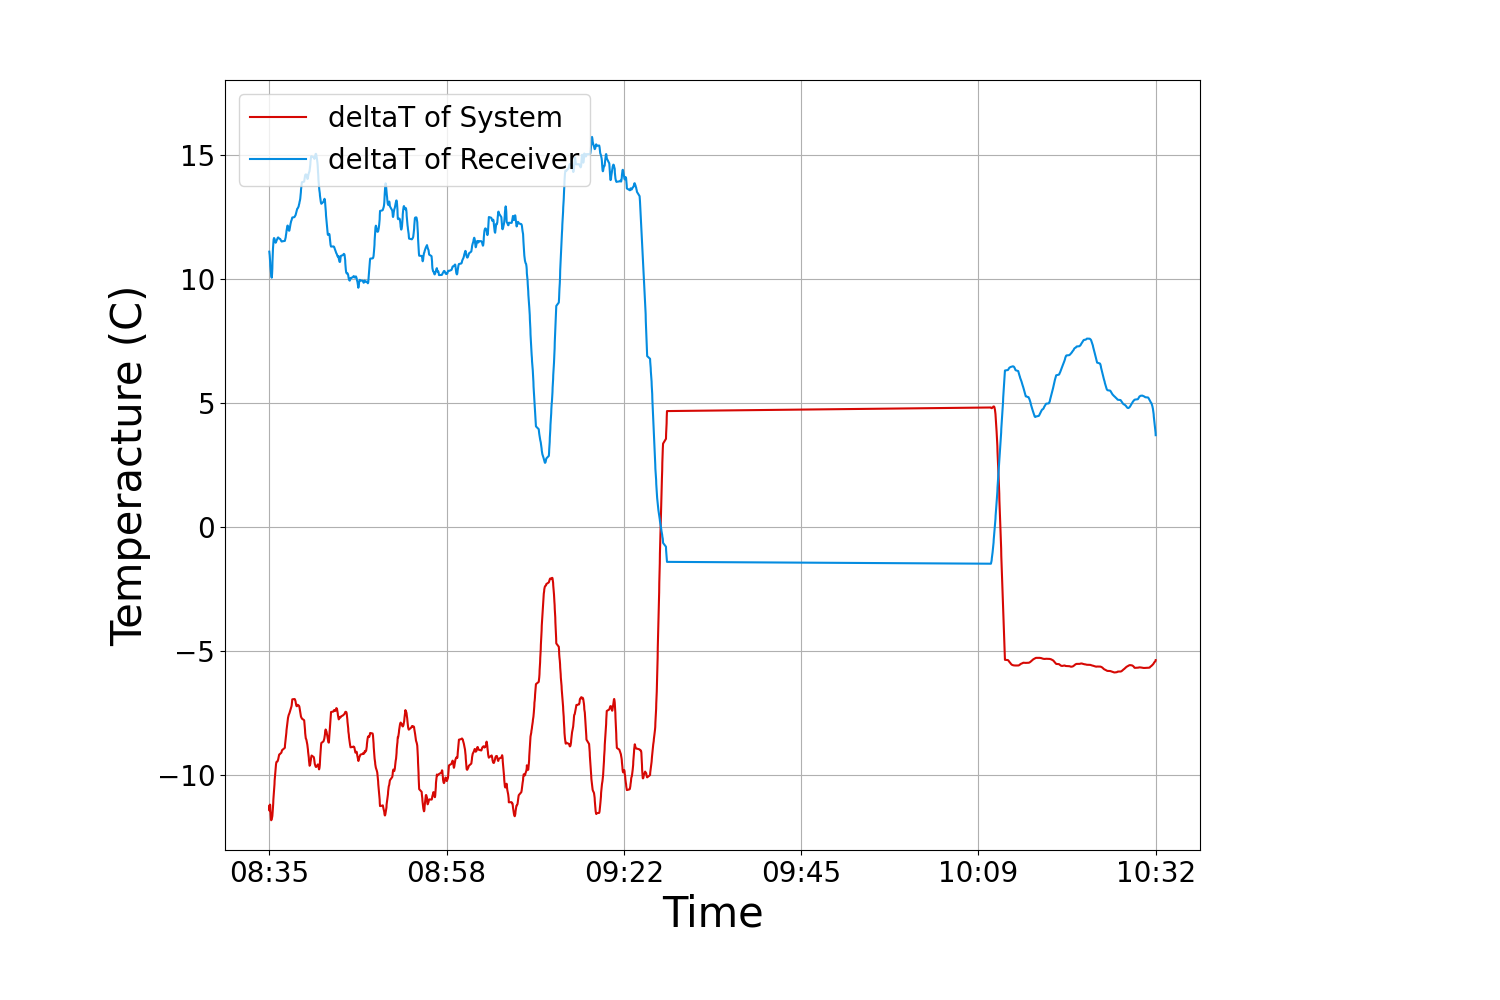 deltaT of System
deltaT of Receiver
15
10
5
0
−5
−10
Temperacture (C)
08:35 08:58 09:22 09:45 10:09 10:32
Time